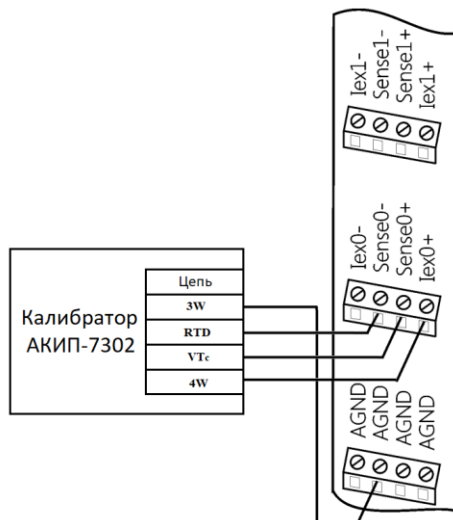 Iex1-
Sense1-
Sense1+
Iex1+
Iex0-
Sense0-
Sense0+
Iex0+
Калибратор
АКИП-7302
Цепь
3W
RTD
VTc
4W
AGND
AGND
AGND
AGND